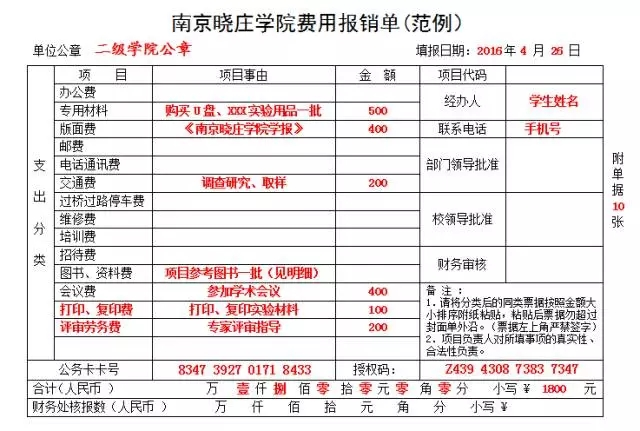 南京晓庄学院费用报销单(范例)
单位公章 二级学院公章 填报日期：2016年 4 月 26 日
支出分类 项 目 项目事由 金 额 项目代码
办公费 经办人 学生姓名
专用材料 购买 U 盘、XXX实验用品一批 500
版面费 《南京晓庄学院学报》 400 联系电话 手机号
邮费 部门领导批准
电话通讯费
交通费 调查研究、取样 200
过桥过路停车费 校领导批准
维修费
培训费
招待费 财务审核
图书、资料费 项目参考图书一批（见明细）
会议费 参加学术会议 400
打印、复印费 打印、复印实验材料 100
评审劳务费 专家评审指导 200
备 注：
1．请将分类后的同类票据按照金额大
小排序附纸粘贴，粘贴后票据勿超过
封面单外沿。（票据左上角严禁签字）
2、项目负责人对所填事项的真实性、
合法性负责。
附单据10张
公务卡卡号 8347 3927 0171 8433 授权码： Z439 4308 7383 7347
合计（人民币 ） 万 壹 仟 捌 佰 零 拾 零 元 零 角 零 分 小写 ¥ 1800 元
财务处核报数（人民币 ） 万 仟 佰 拾 元 角 分 小写 ¥